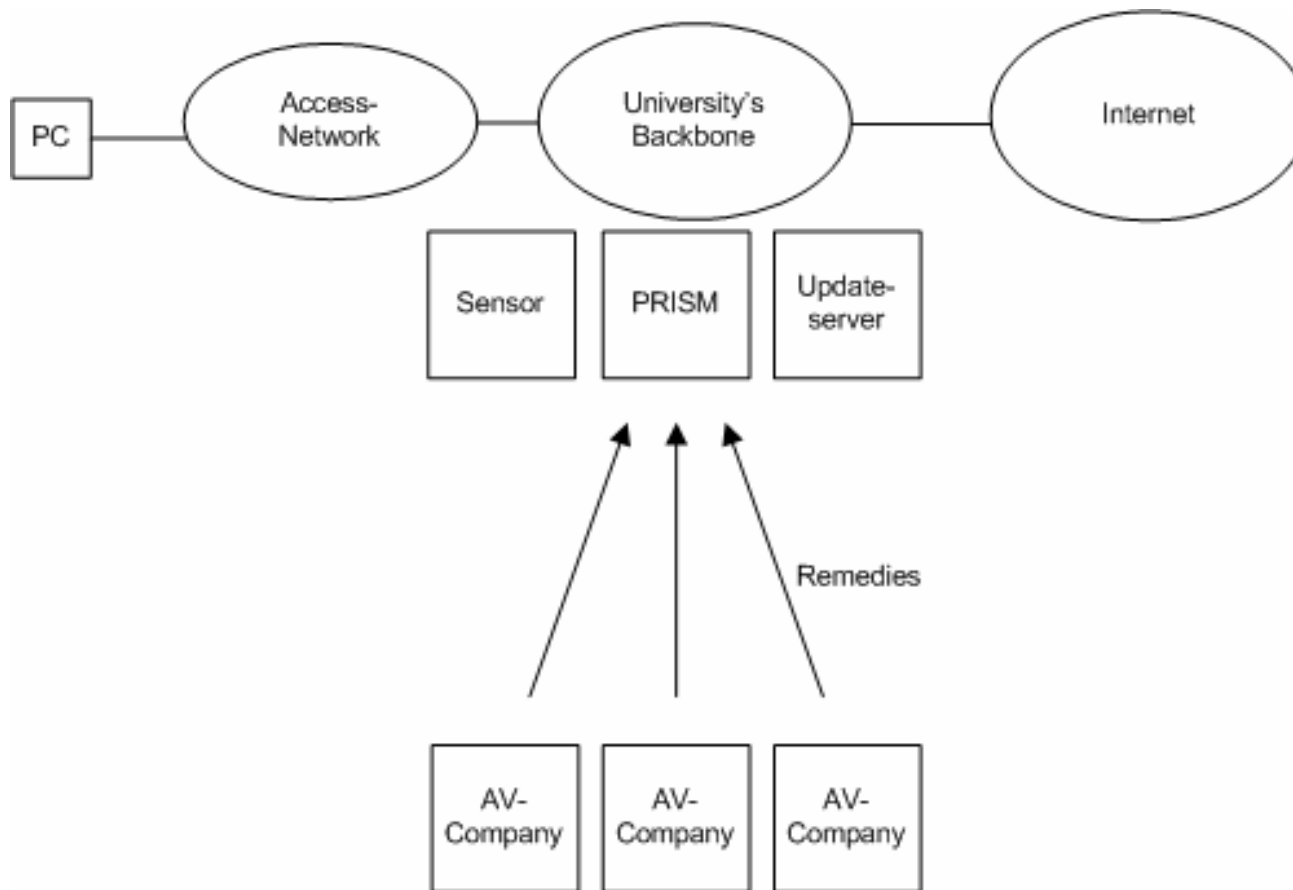 PC
Access-
Network
University's
Backbone
Internet
Sensor
PRISM
Update-
server
Remedies
AV-
Company
AV-
Company
AV-
Company